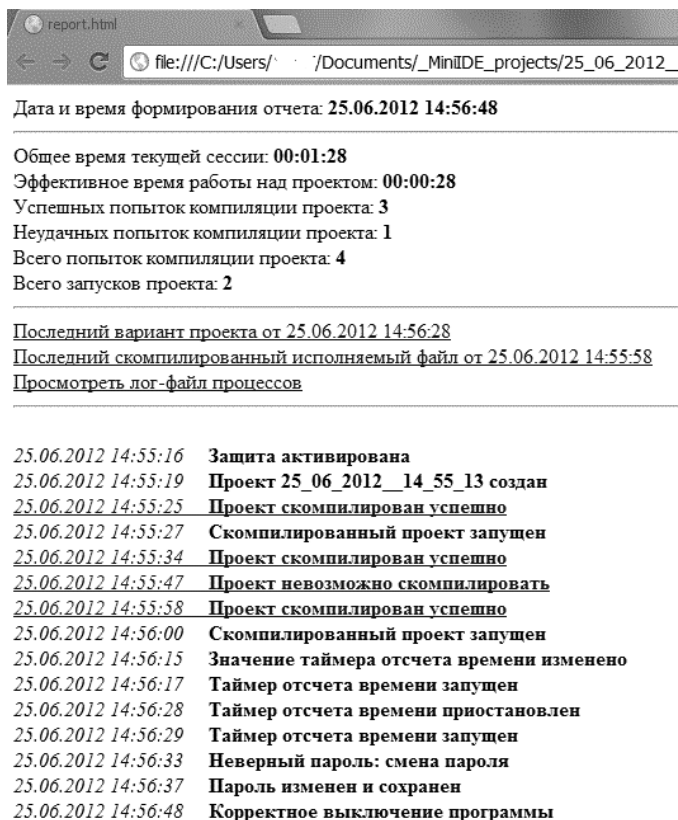 report.html
file:///C:/Users/ /Documents/_MiniIDE_projects/25_06_2012_
Дата и время формирования отчета: 25.06.2012 14:56:48
Общее время текущей сессии: 00:01:28
Эффективное время работы над проектом: 00:00:28
Успешных попыток компиляции проекта: 3
Неудачных попыток компиляции проекта: 1
Всего попыток компиляции проекта: 4
Всего запусков проекта: 2
Последний вариант проекта от 25.06.2012 14:56:28
Последний скомпилированный исполняемый файл от 25.06.2012 14:55:58
Просмотреть лог-файл процессов
25.06.2012 14:55:16 Защита активирована
25.06.2012 14:55:19 Проект 25_06_2012__14_55_13 создан
25.06.2012 14:55:25 Проект скомпилирован успешно
25.06.2012 14:55:27 Скомпилированный проект запущен
25.06.2012 14:55:34 Проект скомпилирован успешно
25.06.2012 14:55:47 Проект невозможно скомпилировать
25.06.2012 14:55:58 Проект скомпилирован успешно
25.06.2012 14:56:00 Скомпилированный проект запущен
25.06.2012 14:56:15 Значение таймера отсчета времени изменено
25.06.2012 14:56:17 Таймер отсчета времени запущен
25.06.2012 14:56:28 Таймер отсчета времени приостановлен
25.06.2012 14:56:29 Таймер отсчета времени запущен
25.06.2012 14:56:33 Неверный пароль: смена пароля
25.06.2012 14:56:37 Пароль изменен и сохранен
25.06.2012 14:56:48 Корректное выключение программы